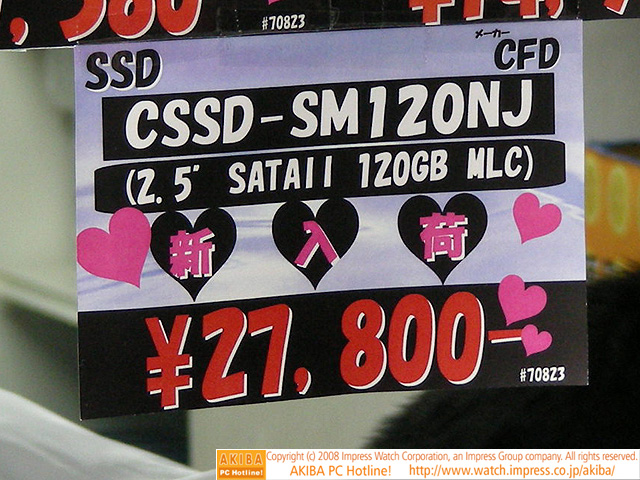 #70823
SSD
メーカー
CFD
CSSD-SM120NJ
(2.5" SATAII 120GB MLC)
新入荷
¥27,800-
#70823
AKIBA PC Hotline!
Copyright (c) 2008 Impress Watch Corporation, an Impress Group company. All rights reserved.
AKIBA PC Hotline! http://www.watch.impress.co.jp/akiba/